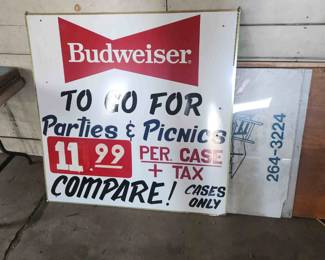 Budweiser
TO GO FOR
Parties & Picnics
11.99 PER CASE
+ TAX
COMPARE! CASES
ONLY
264-3224